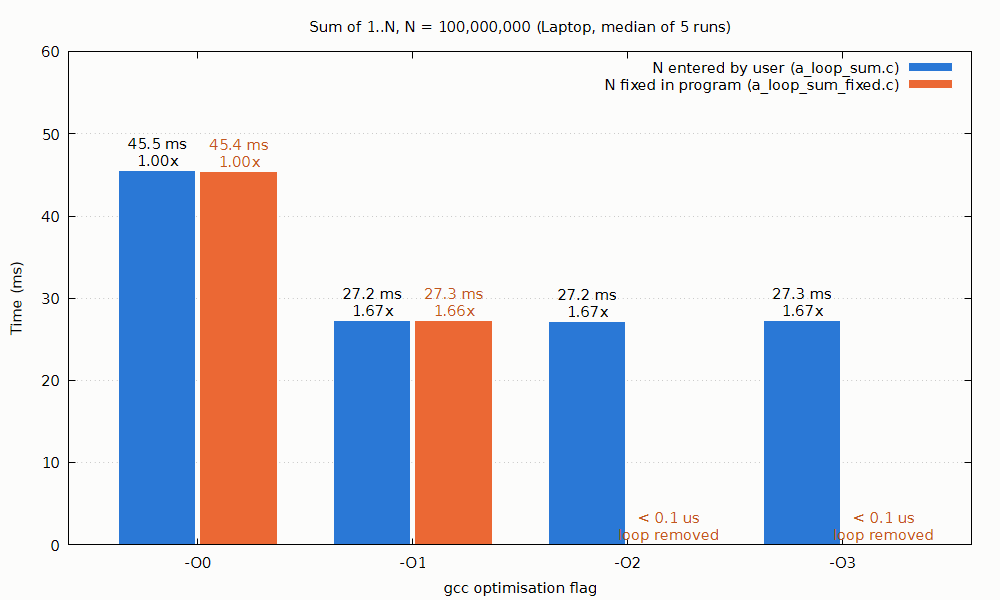 Sum of 1..N, N = 100,000,000 (Laptop, median of 5 runs)
N entered by user (a_loop_sum.c)
N fixed in program (a_loop_sum_fixed.c)
Time (ms)
60
50
40
30
20
10
0
45.5 ms
1.00x
45.4 ms
1.00x
27.2 ms
1.67x
27.3 ms
1.66x
27.2 ms
1.67x
< 0.1 us
loop removed
27.3 ms
1.67x
< 0.1 us
loop removed
-O0
-O1
-O2
-O3
gcc optimisation flag